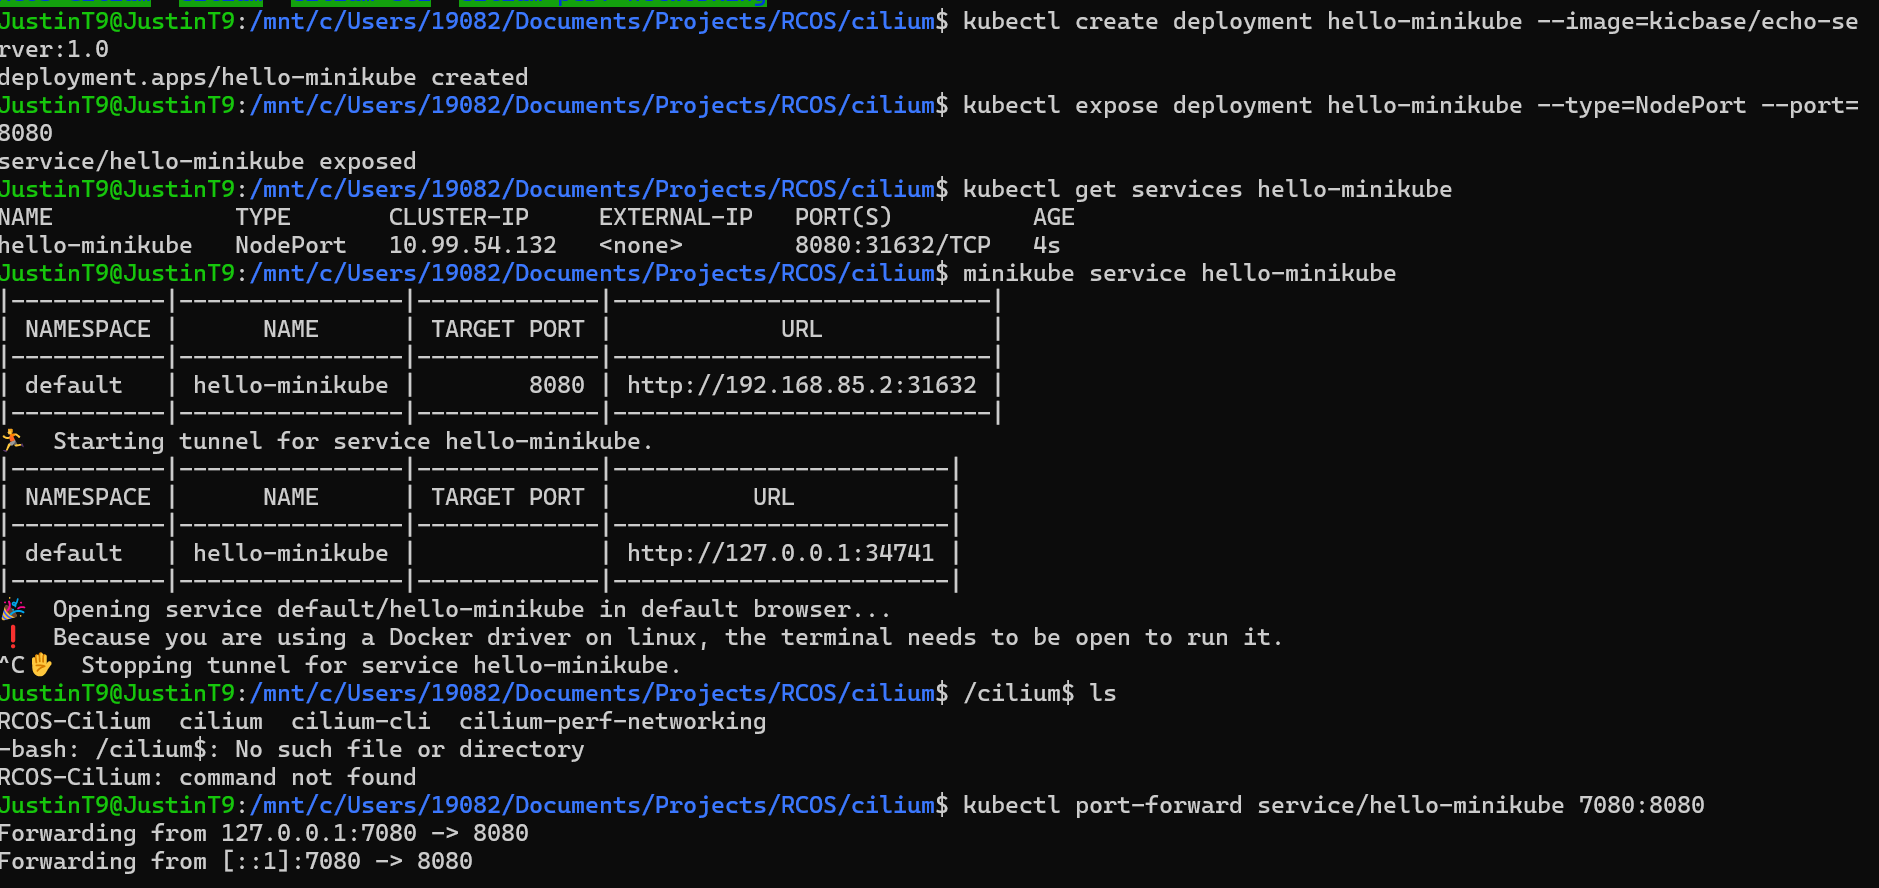 JustinT9@JustinT9:/mnt/c/Users/19082/Documents/Projects/RCOS/cilium$ kubectl create deployment hello-minikube --image=kicbase/echo-se
rver:1.0
deployment.apps/hello-minikube created
JustinT9@JustinT9:/mnt/c/Users/19082/Documents/Projects/RCOS/cilium$ kubectl expose deployment hello-minikube --type=NodePort --port=
8080
service/hello-minikube exposed
JustinT9@JustinT9:/mnt/c/Users/19082/Documents/Projects/RCOS/cilium$ kubectl get services hello-minikube
NAME             TYPE       CLUSTER-IP     EXTERNAL-IP   PORT(S)          AGE
hello-minikube   NodePort   10.99.54.132   <none>        8080:31632/TCP   4s
JustinT9@JustinT9:/mnt/c/Users/19082/Documents/Projects/RCOS/cilium$ minikube service hello-minikube
|-----------|----------------|-------------|---------------------------|
| NAMESPACE |      NAME      | TARGET PORT |            URL            |
|-----------|----------------|-------------|---------------------------|
| default   | hello-minikube |        8080 | http://192.168.85.2:31632 |
|-----------|----------------|-------------|---------------------------|
🏃  Starting tunnel for service hello-minikube.
|-----------|----------------|-------------|------------------------|
| NAMESPACE |      NAME      | TARGET PORT |          URL           |
|-----------|----------------|-------------|------------------------|
| default   | hello-minikube |             | http://127.0.0.1:34741 |
|-----------|----------------|-------------|------------------------|
🎉  Opening service default/hello-minikube in default browser...
❗  Because you are using a Docker driver on linux, the terminal needs to be open to run it.
^C✋  Stopping tunnel for service hello-minikube.
JustinT9@JustinT9:/mnt/c/Users/19082/Documents/Projects/RCOS/cilium$ /cilium$ ls
RCOS-Cilium  cilium  cilium-cli  cilium-perf-networking
-bash: /cilium$: No such file or directory
RCOS-Cilium: command not found
JustinT9@JustinT9:/mnt/c/Users/19082/Documents/Projects/RCOS/cilium$ kubectl port-forward service/hello-minikube 7080:8080
Forwarding from 127.0.0.1:7080 -> 8080
Forwarding from [::1]:7080 -> 8080